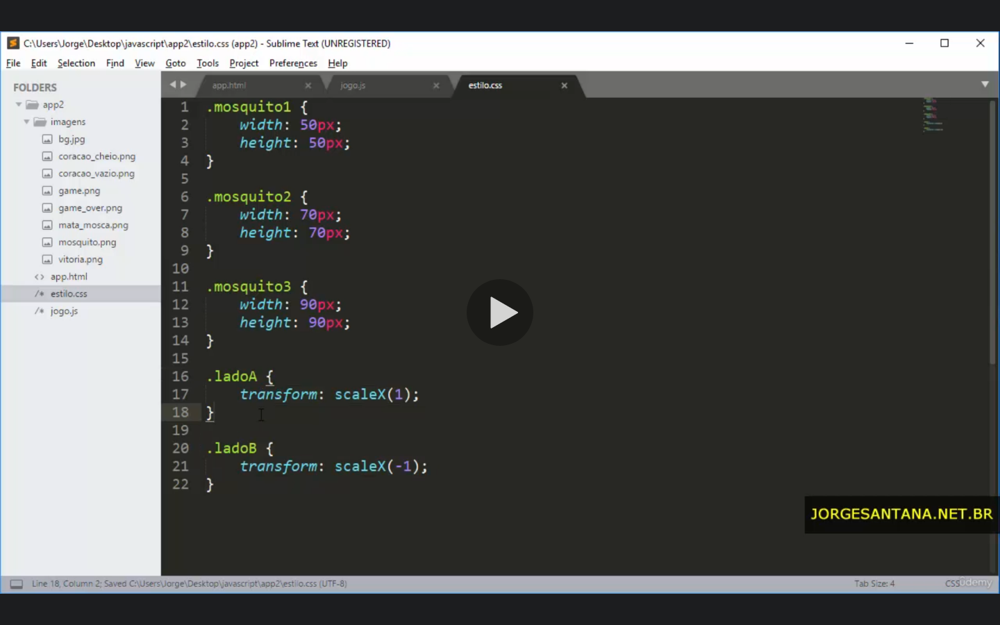 C:\Users\Jorge\Desktop\javascript\app2\estilo.css (app2) - Sublime Text (UNREGISTERED)
File Edit Selection Find View Goto Tools Project Preferences Help
FOLDERS
app2
imagens
bg.jpg
coracao_cheio.png
coracao_vazio.png
game.png
game_over.png
mata_mosca.png
mosquito.png
vitoria.png
<> app.html
/* estilo.css
/* jogo.js
app.html × jogo.js × estilo.css ×
1 .mosquito1 {
2 width: 50px;
3 height: 50px;
4 }
5
6 .mosquito2 {
7 width: 70px;
8 height: 70px;
9 }
10
11 .mosquito3 {
12 width: 90px;
13 height: 90px;
14 }
15
16 .ladoA {
17 transform: scaleX(1);
18 }
19
20 .ladoB {
21 transform: scaleX(-1);
22 }
JORGESANTANA.NET.BR
Line 18, Column 2; Saved C:\Users\Jorge\Desktop\javascript\app2\estilo.css (UTF-8)
Tab Size: 4
CSS
ûdemy